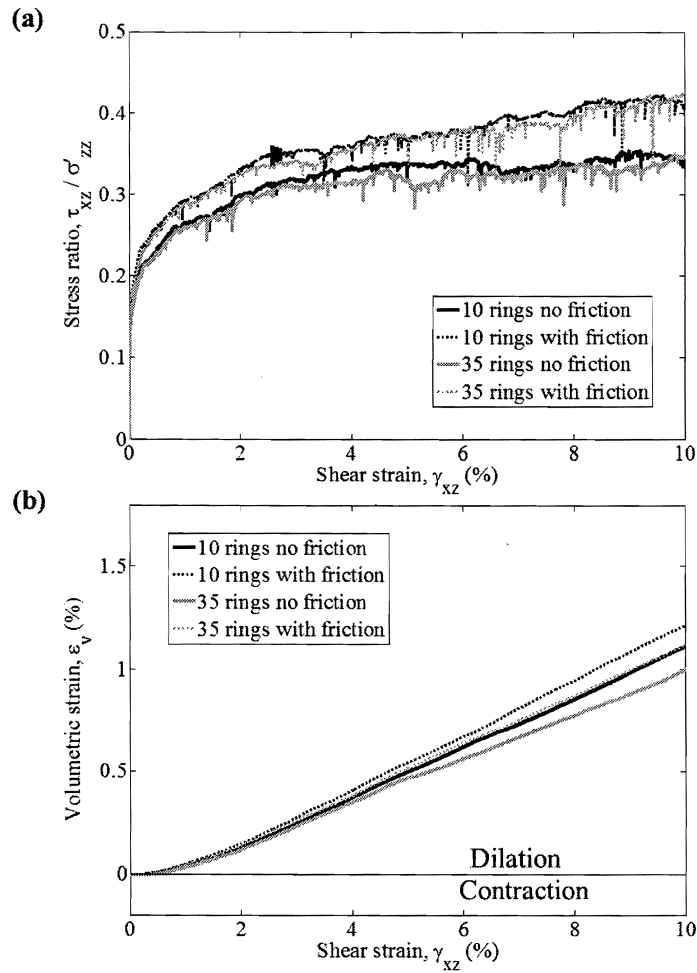 (a)
0.5
0.4
0.3
0.2
0.1
0
Stress ratio, τxz / σ'zz
10 rings no friction
10 rings with friction
35 rings no friction
35 rings with friction
0 2 4 6 8 10
Shear strain, γxz (%)
(b)
1.5
1
0.5
0
Volumetric strain, εv (%)
10 rings no friction
10 rings with friction
35 rings no friction
35 rings with friction
Dilation
Contraction
0 2 4 6 8 10
Shear strain, γxz (%)